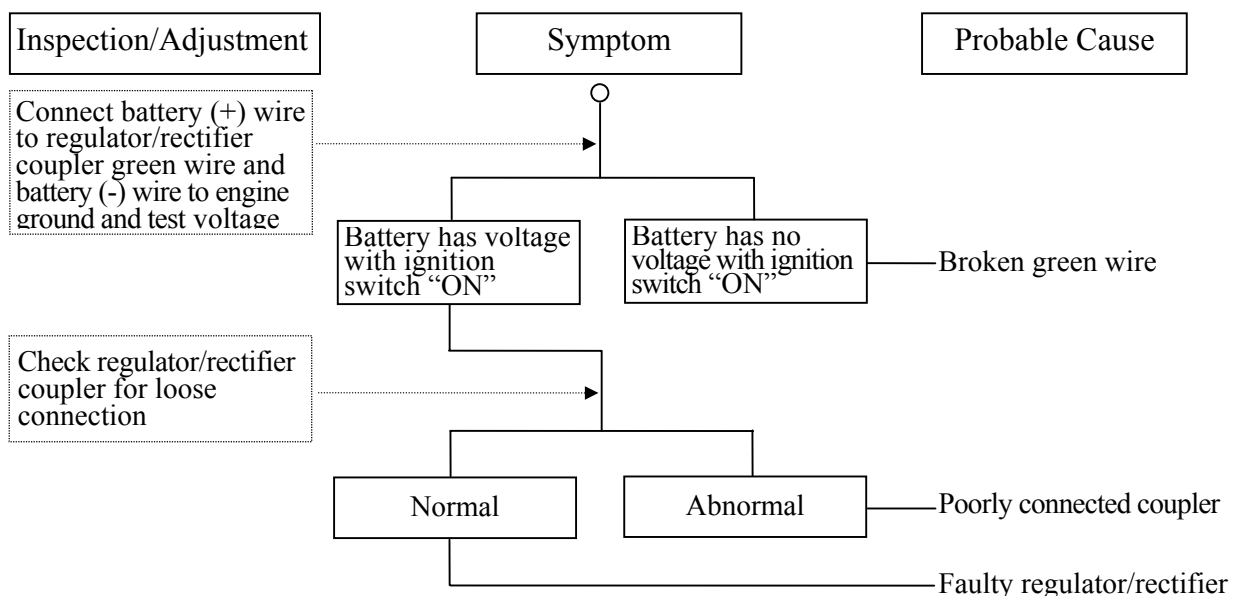 Inspection/Adjustment
Symptom
Probable Cause
Connect battery (+) wire
to regulator/rectifier
coupler green wire and
battery (-) wire to engine
ground and test voltage
Battery has voltage
with ignition
switch “ON”
Battery has no
voltage with ignition
switch “ON”
Broken green wire
Check regulator/rectifier
coupler for loose
connection
Normal
Abnormal
Poorly connected coupler
Faulty regulator/rectifier